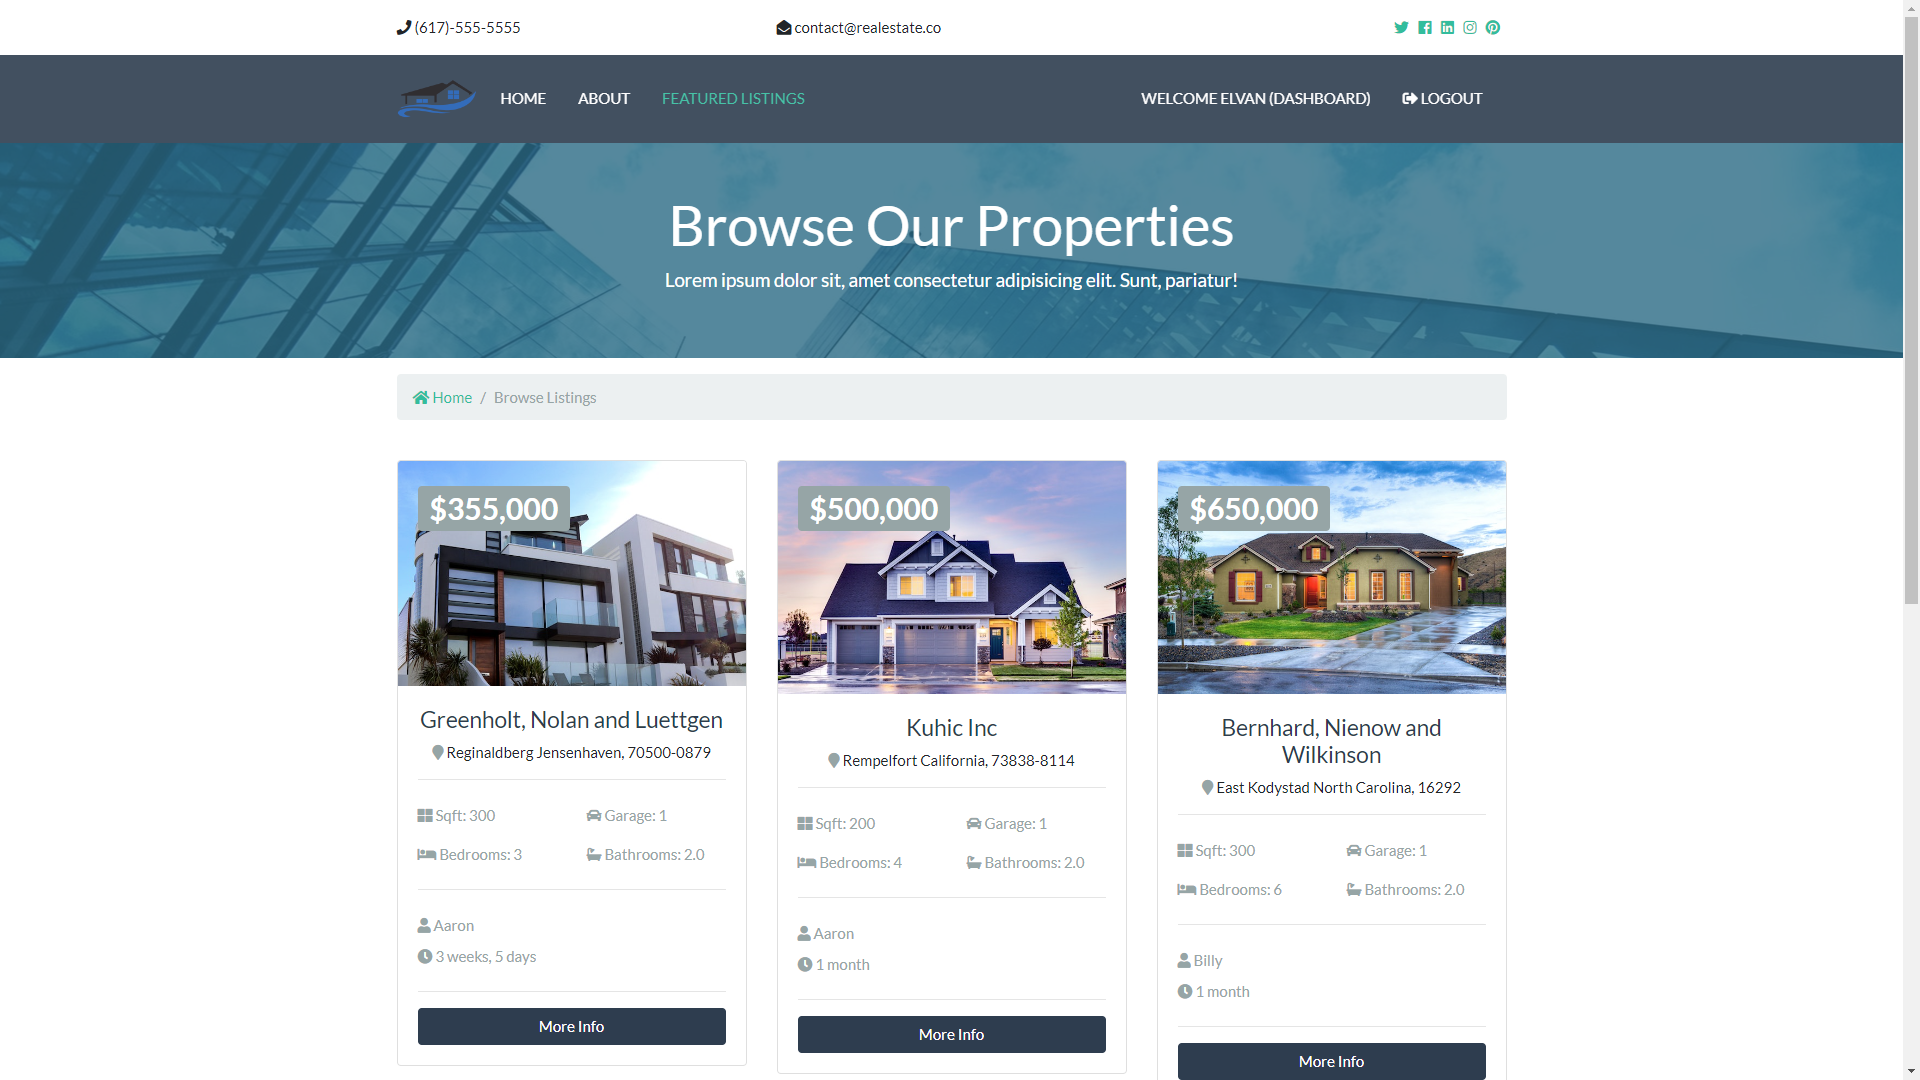 (617)-555-5555
contact@realestate.co
HOME
ABOUT
FEATURED LISTINGS
WELCOME ELVAN (DASHBOARD)
LOGOUT
Browse Our Properties
Lorem ipsum dolor sit, amet consectetur adipisicing elit. Sunt, pariatur!
Home / Browse Listings
$355,000
Greenholt, Nolan and Luettgen
Reginaldberg Jensenhaven, 70500-0879
Sqft: 300
Garage: 1
Bedrooms: 3
Bathrooms: 2.0
Aaron
3 weeks, 5 days
More Info
$500,000
Kuhic Inc
Rempelfort California, 73838-8114
Sqft: 200
Garage: 1
Bedrooms: 4
Bathrooms: 2.0
Aaron
1 month
More Info
$650,000
Bernhard, Nienow and
Wilkinson
East Kodystad North Carolina, 16292
Sqft: 300
Garage: 1
Bedrooms: 6
Bathrooms: 2.0
Billy
1 month
More Info